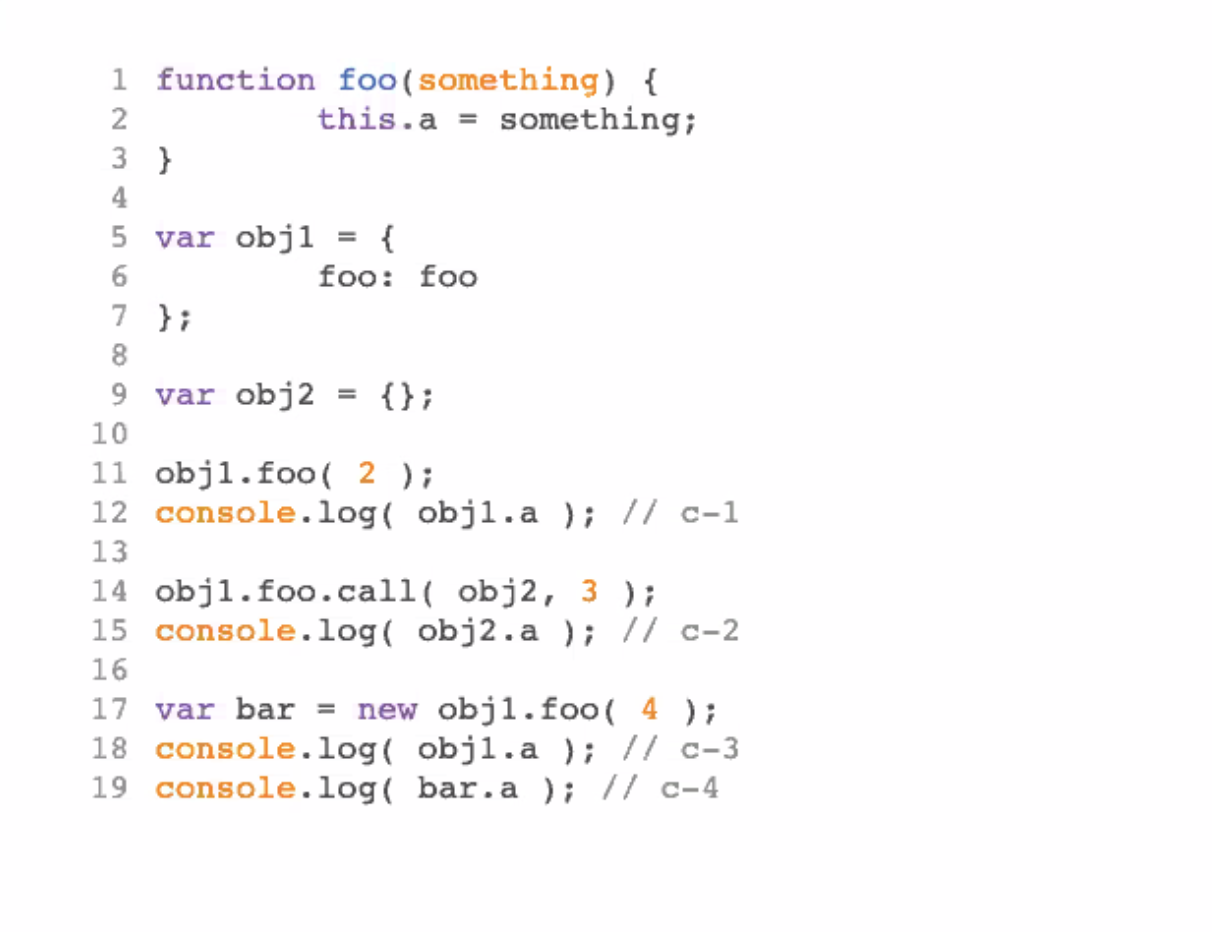 1 function foo(something) {
2 this.a = something;
3 }
4
5 var obj1 = {
6 foo: foo
7 };
8
9 var obj2 = {};
10
11 obj1.foo( 2 );
12 console.log( obj1.a ); // c-1
13
14 obj1.foo.call( obj2, 3 );
15 console.log( obj2.a ); // c-2
16
17 var bar = new obj1.foo( 4 );
18 console.log( obj1.a ); // c-3
19 console.log( bar.a ); // c-4